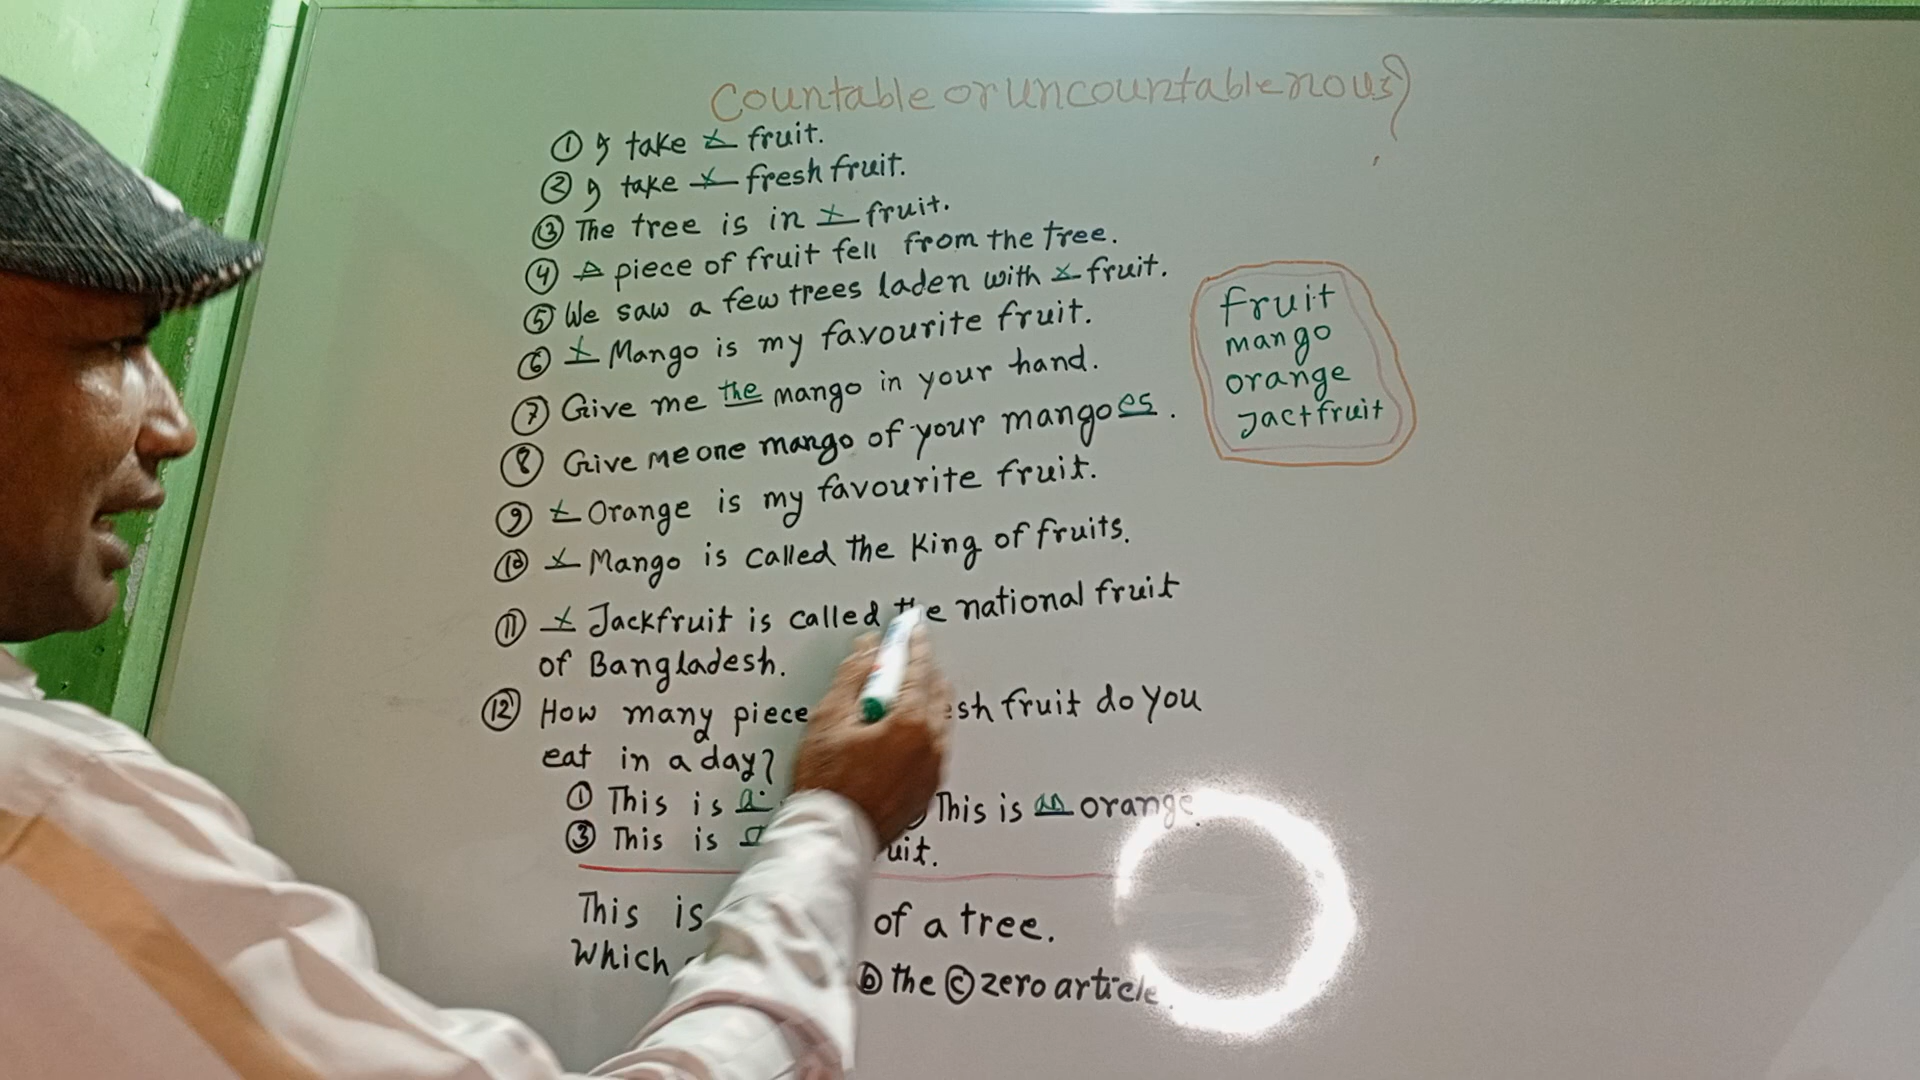 Countable or uncountable nous?
① I take × fruit.
② I take × fresh fruit.
③ The tree is in × fruit.
④ A piece of fruit fell from the tree.
⑤ We saw a few trees laden with × fruit.
⑥ × Mango is my favourite fruit.
⑦ Give me the mango in your hand.
⑧ Give me one mango of your mangoes.
⑨ × Orange is my favourite fruit.
⑩ × Mango is called the King of fruits.
⑪ × Jackfruit is called the national fruit
of Bangladesh.
⑫ How many piece fruit do you
eat in a day?
① This is a This is an orange.
③ This is
This is of a tree.
Which ⓑ the ⓒ zero article.
fruit
mango
orange
Jactfruit